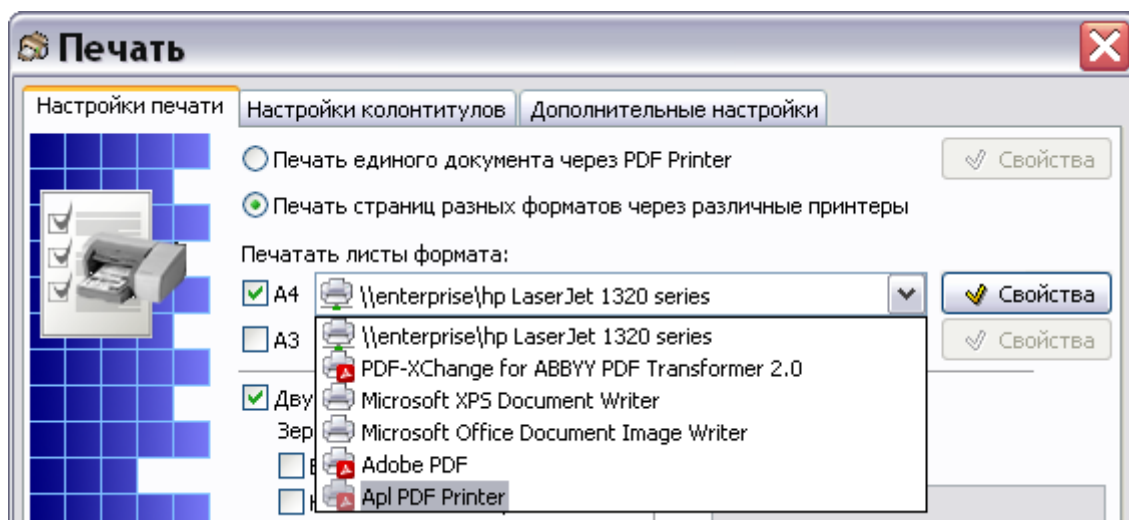 Печать
Настройки печати Настройки колонтитулов Дополнительные настройки
Печать единого документа через PDF Printer Свойства
Печать страниц разных форматов через различные принтеры
Печатать листы формата:
A4 \\enterprise\hp LaserJet 1320 series Свойства
A3 \\enterprise\hp LaserJet 1320 series Свойства
PDF-XChange for ABBYY PDF Transformer 2.0
Дву Microsoft XPS Document Writer
Зер Microsoft Office Document Image Writer
Adobe PDF
Apl PDF Printer